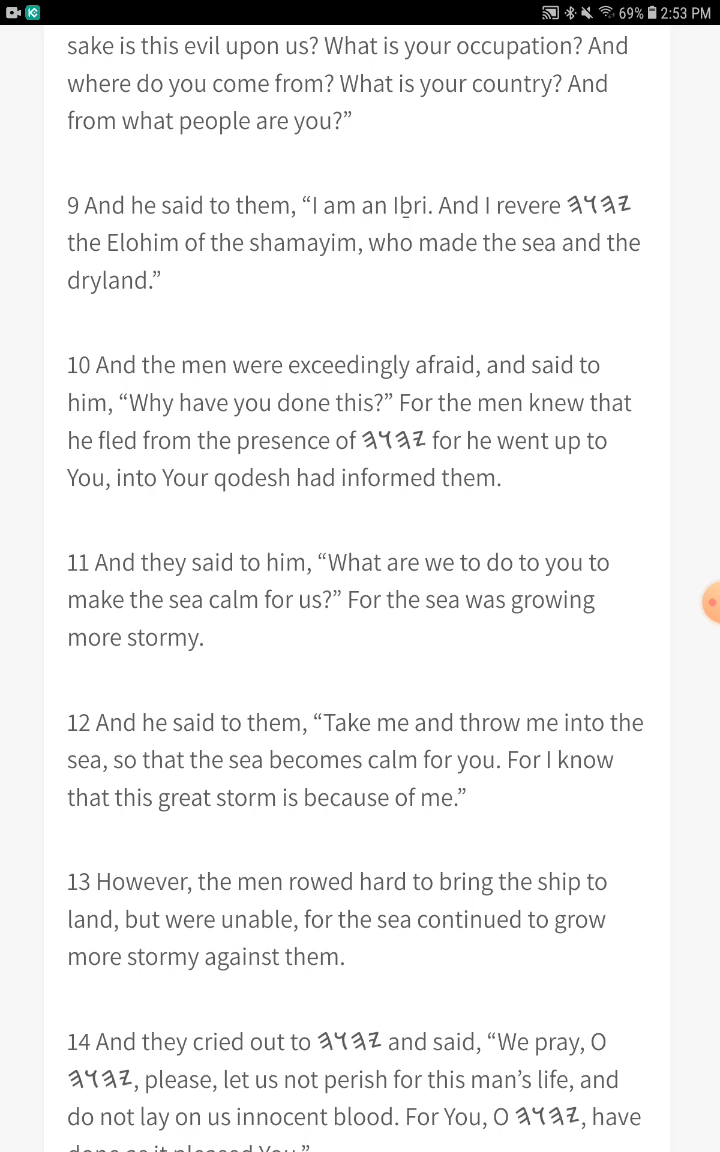 69% 2:53 PM
sake is this evil upon us? What is your occupation? And
where do you come from? What is your country? And
from what people are you?”
9 And he said to them, “I am an Iḇri. And I revere 𐤉𐤄𐤅𐤄
the Elohim of the shamayim, who made the sea and the
dryland.”
10 And the men were exceedingly afraid, and said to
him, “Why have you done this?” For the men knew that
he fled from the presence of 𐤉𐤄𐤅𐤄 for he went up to
You, into Your qodesh had informed them.
11 And they said to him, “What are we to do to you to
make the sea calm for us?” For the sea was growing
more stormy.
12 And he said to them, “Take me and throw me into the
sea, so that the sea becomes calm for you. For I know
that this great storm is because of me.”
13 However, the men rowed hard to bring the ship to
land, but were unable, for the sea continued to grow
more stormy against them.
14 And they cried out to 𐤉𐤄𐤅𐤄 and said, “We pray, O
𐤉𐤄𐤅𐤄, please, let us not perish for this man’s life, and
do not lay on us innocent blood. For You, O 𐤉𐤄𐤅𐤄, have